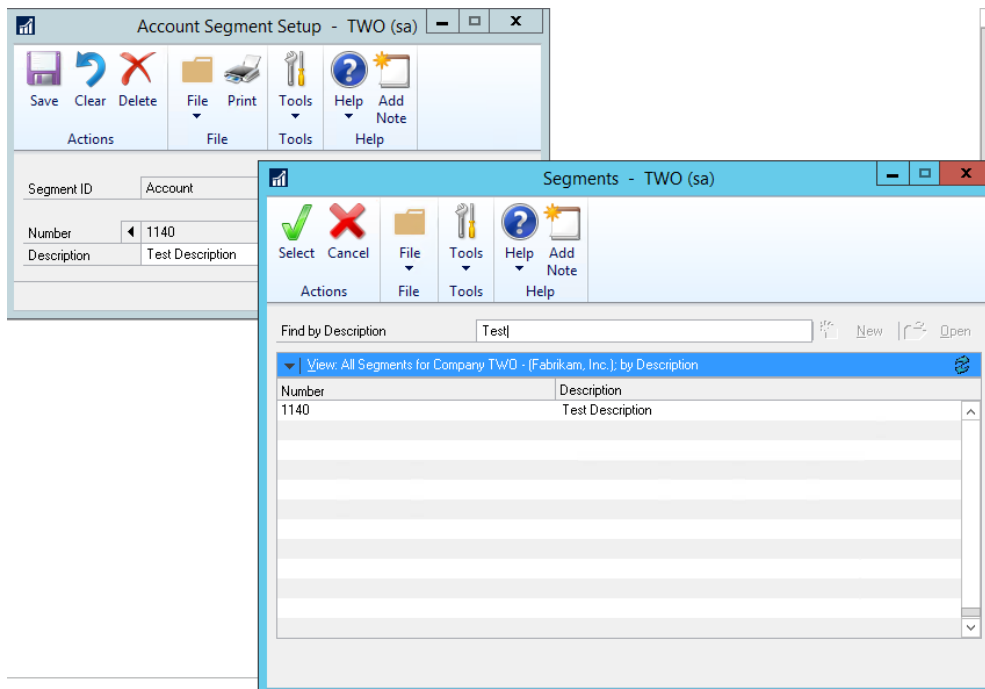 Account Segment Setup - TWO (sa)
Save Clear Delete File Print Tools Help Add Note
Actions File Tools Help
Segment ID Account
Number 1140
Description Test Description
Segments - TWO (sa)
Select Cancel File Tools Help Add Note
Actions File Tools Help
Find by Description Test New Open
View: All Segments for Company TWO - (Fabrikam, Inc.); by Description
Number Description
1140 Test Description